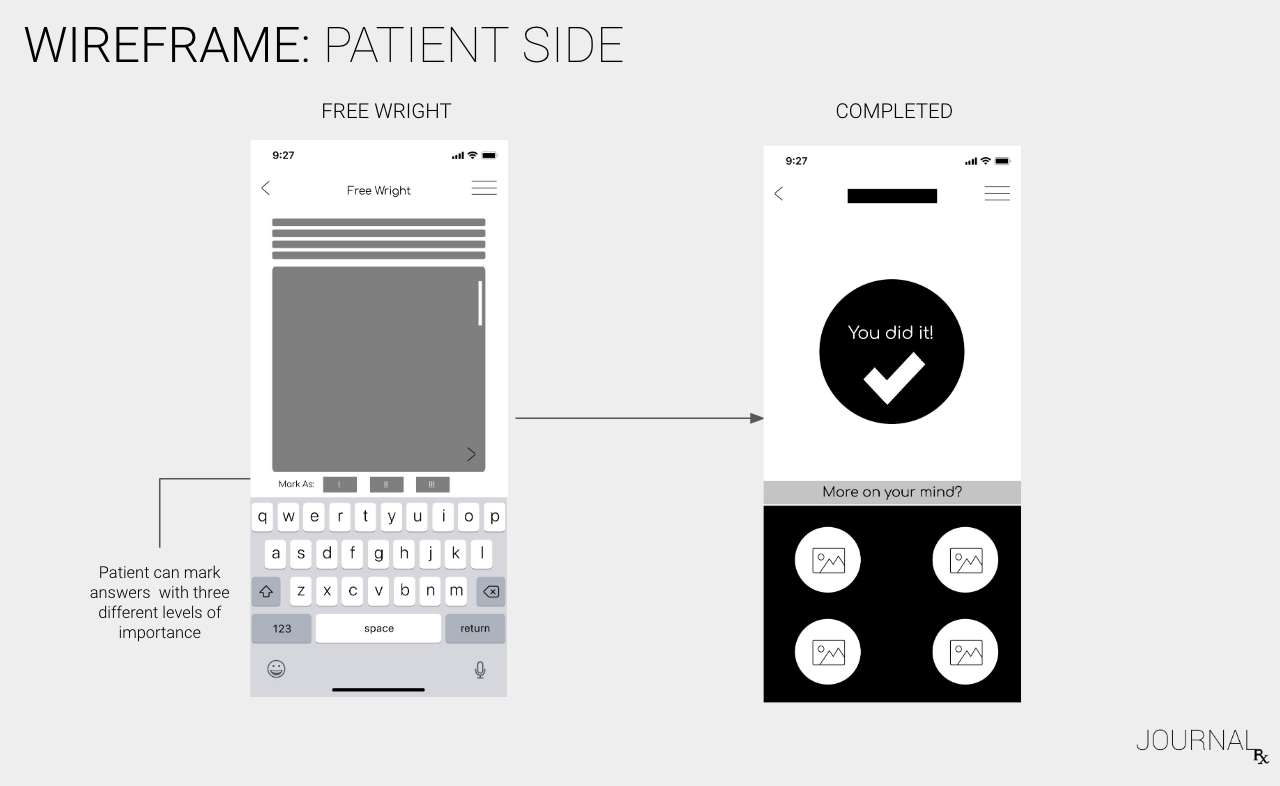 WIREFRAME: PATIENT SIDE
FREE WRIGHT
9:27
Free Wright
Mark As: ! !! !!!
q w e r t y u i o p
a s d f g h j k l
z x c v b n m
123 space return
Patient can mark
answers with three
different levels of
importance
COMPLETED
9:27
You did it!
More on your mind?
JOURNAL
Rx